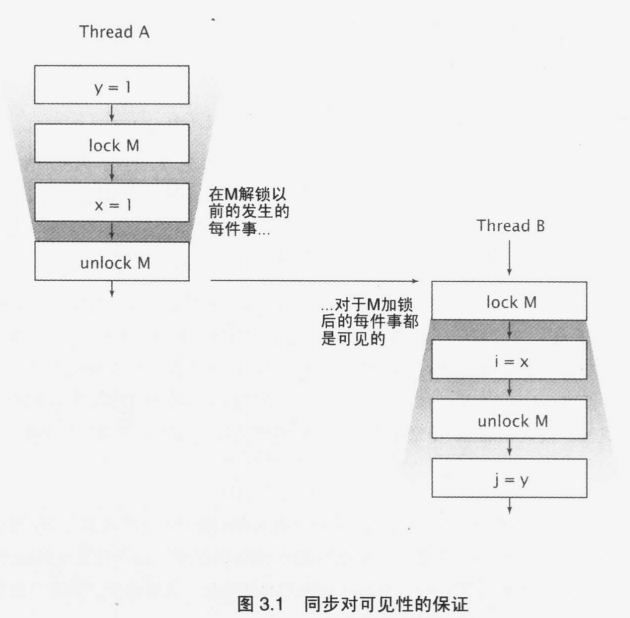 Thread A
y = 1
lock M
x = 1
在M解锁以
前的发生的
每件事...
unlock M
Thread B
lock M
...对于M加锁
后的每件事都
是可见的
i = x
unlock M
j = y
图 3.1 同步对可见性的保证